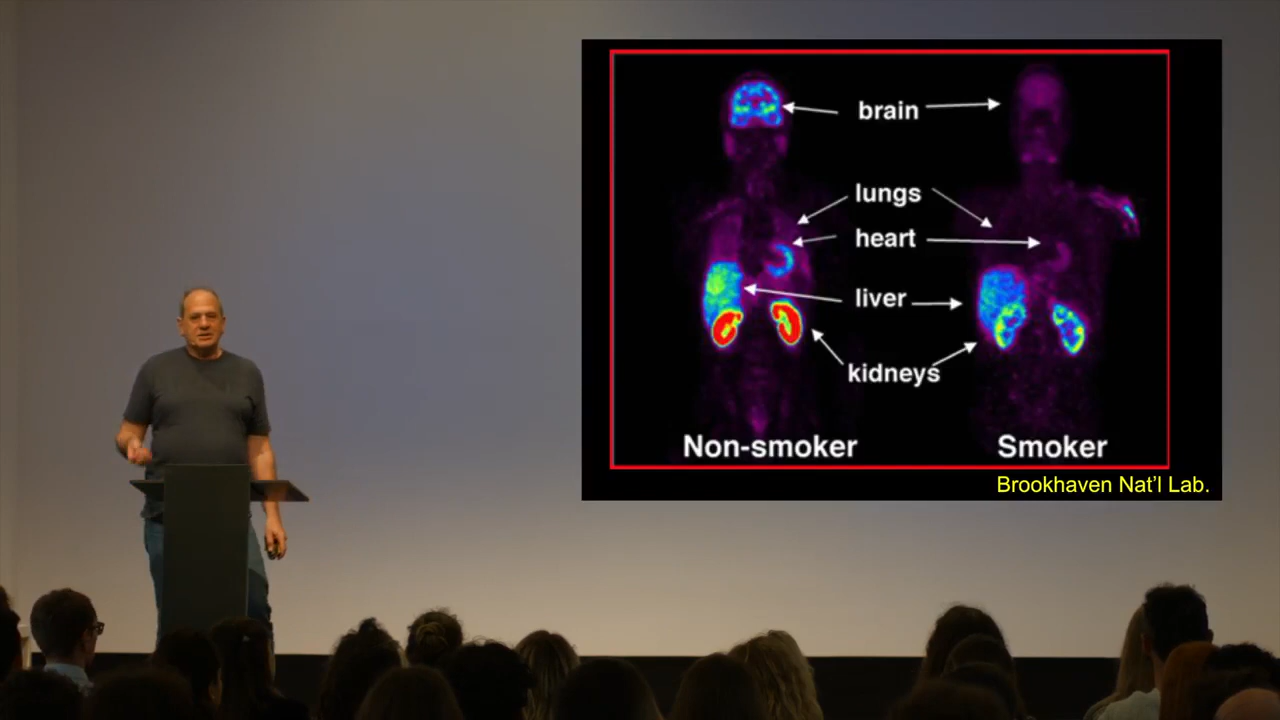 brain
lungs
heart
liver
kidneys
Non-smoker Smoker
Brookhaven Nat'l Lab.